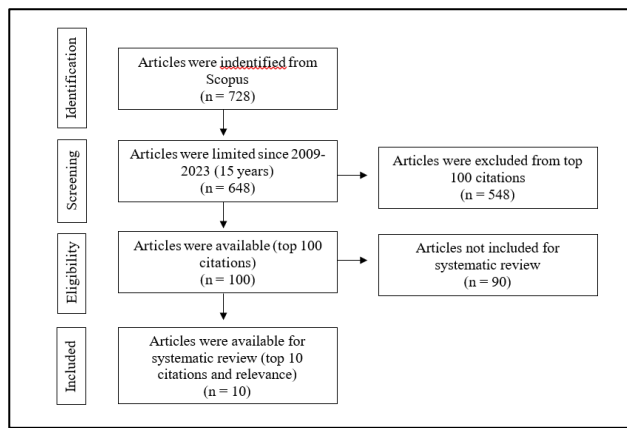 Identification
Articles were indentified from
Scopus
(n = 728)
Screening
Articles were limited since 2009-
2023 (15 years)
(n = 648)
Articles were excluded from top
100 citations
(n = 548)
Eligibility
Articles were available (top 100
citations)
(n = 100)
Articles not included for
systematic review
(n = 90)
Included
Articles were available for
systematic review (top 10
citations and relevance)
(n = 10)